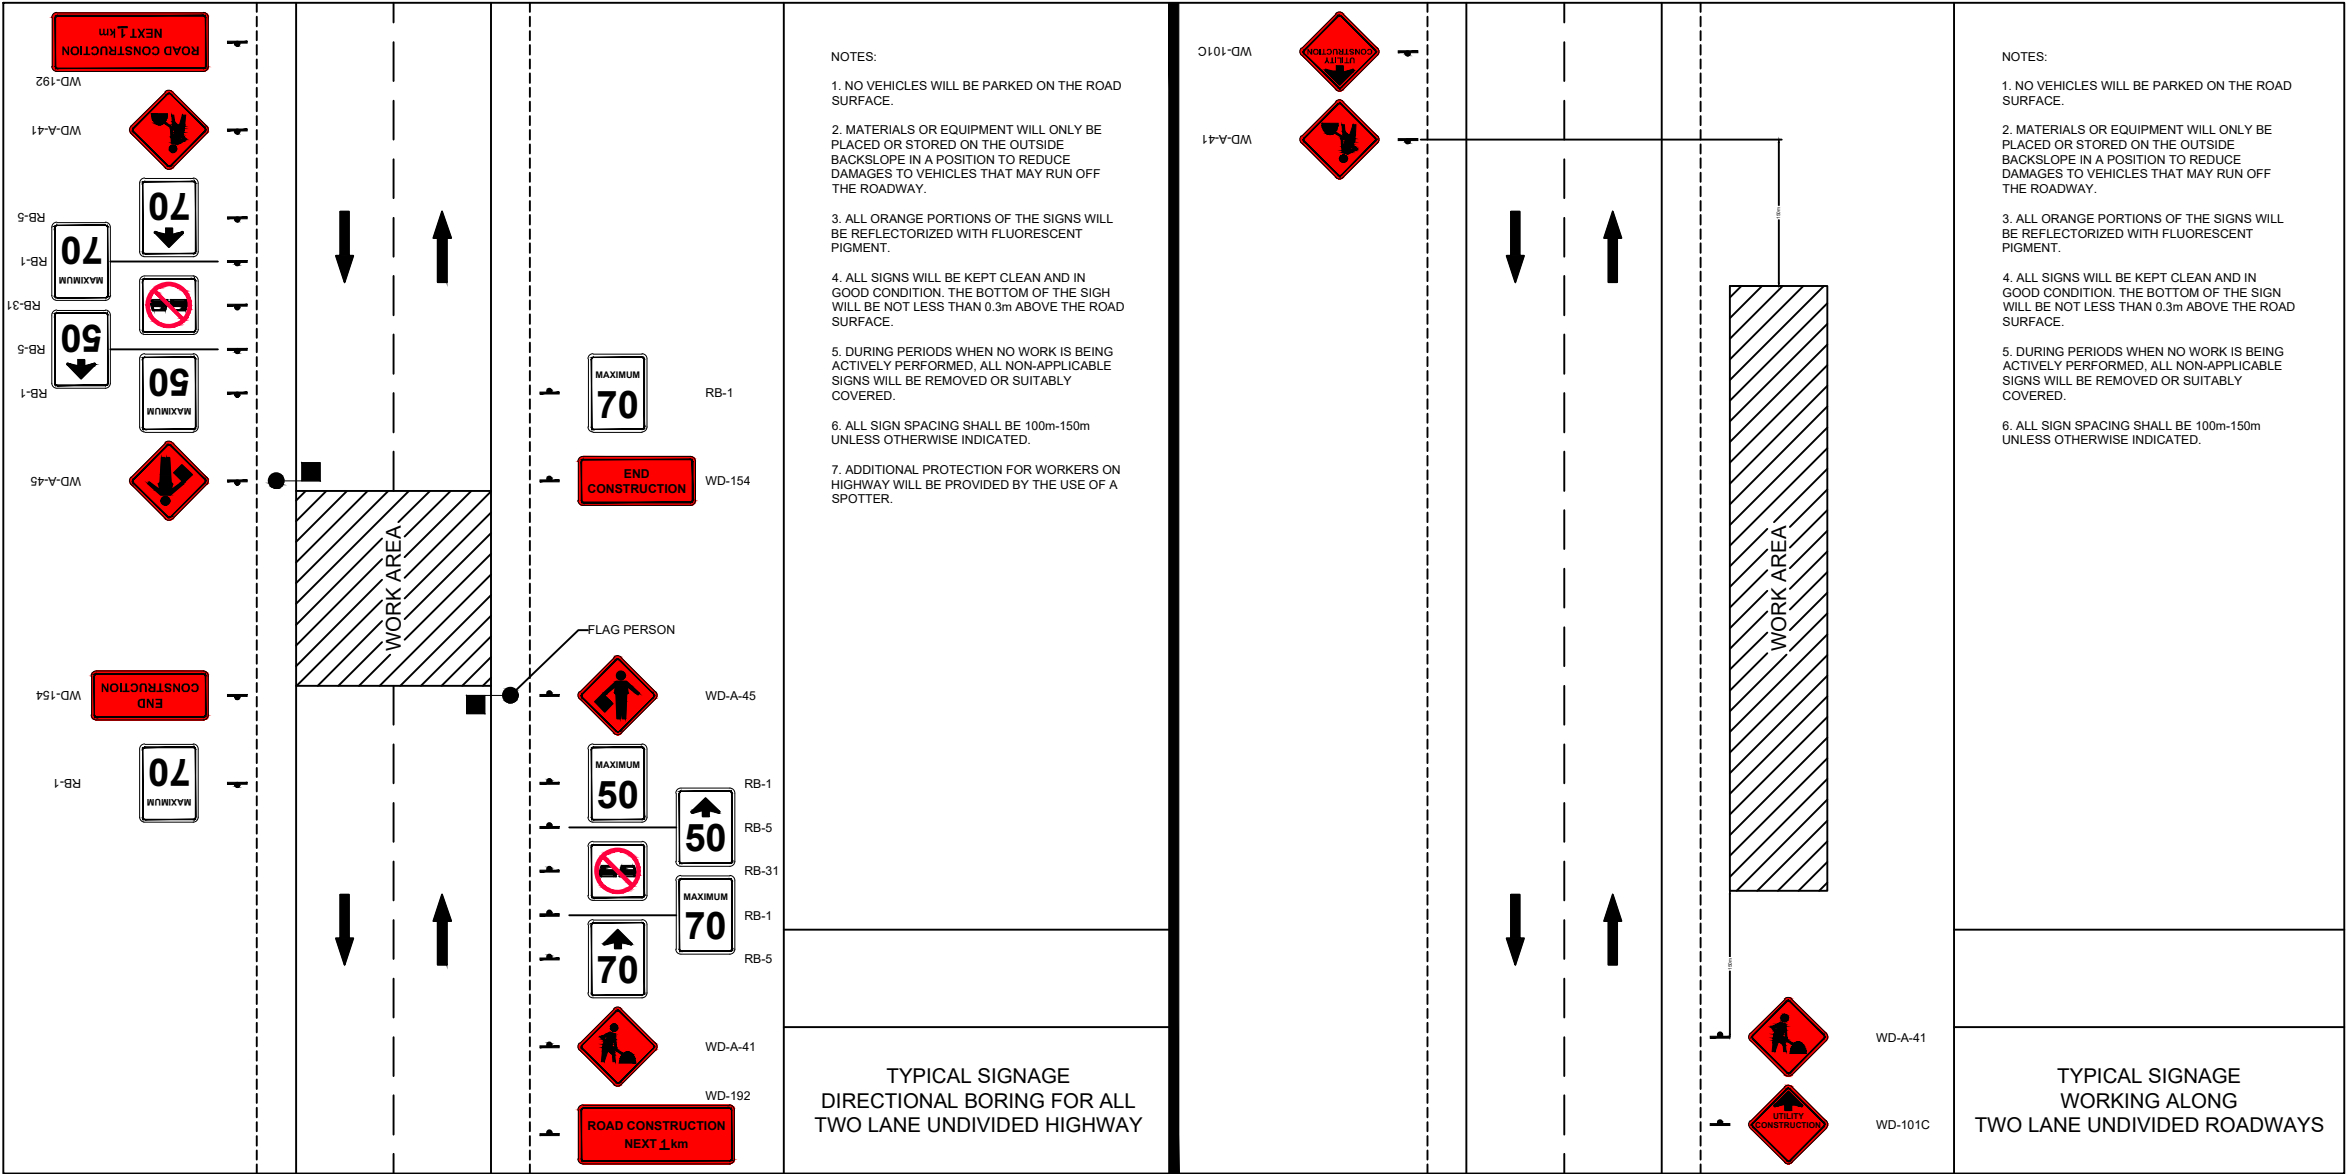 ROAD CONSTRUCTION
NEXT 1 km
WD-192
WD-A-41
70
RB-5
MAXIMUM
70
RB-1
RB-31
50
RB-5
MAXIMUM
50
RB-1
WD-A-45
END
CONSTRUCTION
WD-154
MAXIMUM
70
RB-1
WORK AREA
MAXIMUM
70
RB-1
END
CONSTRUCTION
WD-154
FLAG PERSON
WD-A-45
MAXIMUM
50
RB-1
50
RB-5
RB-31
MAXIMUM
70
RB-1
70
RB-5
WD-A-41
WD-192
ROAD CONSTRUCTION
NEXT 1 km
NOTES:
1. NO VEHICLES WILL BE PARKED ON THE ROAD
SURFACE.
2. MATERIALS OR EQUIPMENT WILL ONLY BE
PLACED OR STORED ON THE OUTSIDE
BACKSLOPE IN A POSITION TO REDUCE
DAMAGES TO VEHICLES THAT MAY RUN OFF
THE ROADWAY.
3. ALL ORANGE PORTIONS OF THE SIGNS WILL
BE REFLECTORIZED WITH FLUORESCENT
PIGMENT.
4. ALL SIGNS WILL BE KEPT CLEAN AND IN
GOOD CONDITION. THE BOTTOM OF THE SIGH
WILL BE NOT LESS THAN 0.3m ABOVE THE ROAD
SURFACE.
5. DURING PERIODS WHEN NO WORK IS BEING
ACTIVELY PERFORMED, ALL NON-APPLICABLE
SIGNS WILL BE REMOVED OR SUITABLY
COVERED.
6. ALL SIGN SPACING SHALL BE 100m-150m
UNLESS OTHERWISE INDICATED.
7. ADDITIONAL PROTECTION FOR WORKERS ON
HIGHWAY WILL BE PROVIDED BY THE USE OF A
SPOTTER.
TYPICAL SIGNAGE
DIRECTIONAL BORING FOR ALL
TWO LANE UNDIVIDED HIGHWAY
WD-101C
UTILITY
CONSTRUCTION
WD-A-41
WORK AREA
WD-A-41
UTILITY
CONSTRUCTION
WD-101C
NOTES:
1. NO VEHICLES WILL BE PARKED ON THE ROAD
SURFACE.
2. MATERIALS OR EQUIPMENT WILL ONLY BE
PLACED OR STORED ON THE OUTSIDE
BACKSLOPE IN A POSITION TO REDUCE
DAMAGES TO VEHICLES THAT MAY RUN OFF
THE ROADWAY.
3. ALL ORANGE PORTIONS OF THE SIGNS WILL
BE REFLECTORIZED WITH FLUORESCENT
PIGMENT.
4. ALL SIGNS WILL BE KEPT CLEAN AND IN
GOOD CONDITION. THE BOTTOM OF THE SIGN
WILL BE NOT LESS THAN 0.3m ABOVE THE ROAD
SURFACE.
5. DURING PERIODS WHEN NO WORK IS BEING
ACTIVELY PERFORMED, ALL NON-APPLICABLE
SIGNS WILL BE REMOVED OR SUITABLY
COVERED.
6. ALL SIGN SPACING SHALL BE 100m-150m
UNLESS OTHERWISE INDICATED.
TYPICAL SIGNAGE
WORKING ALONG
TWO LANE UNDIVIDED ROADWAYS